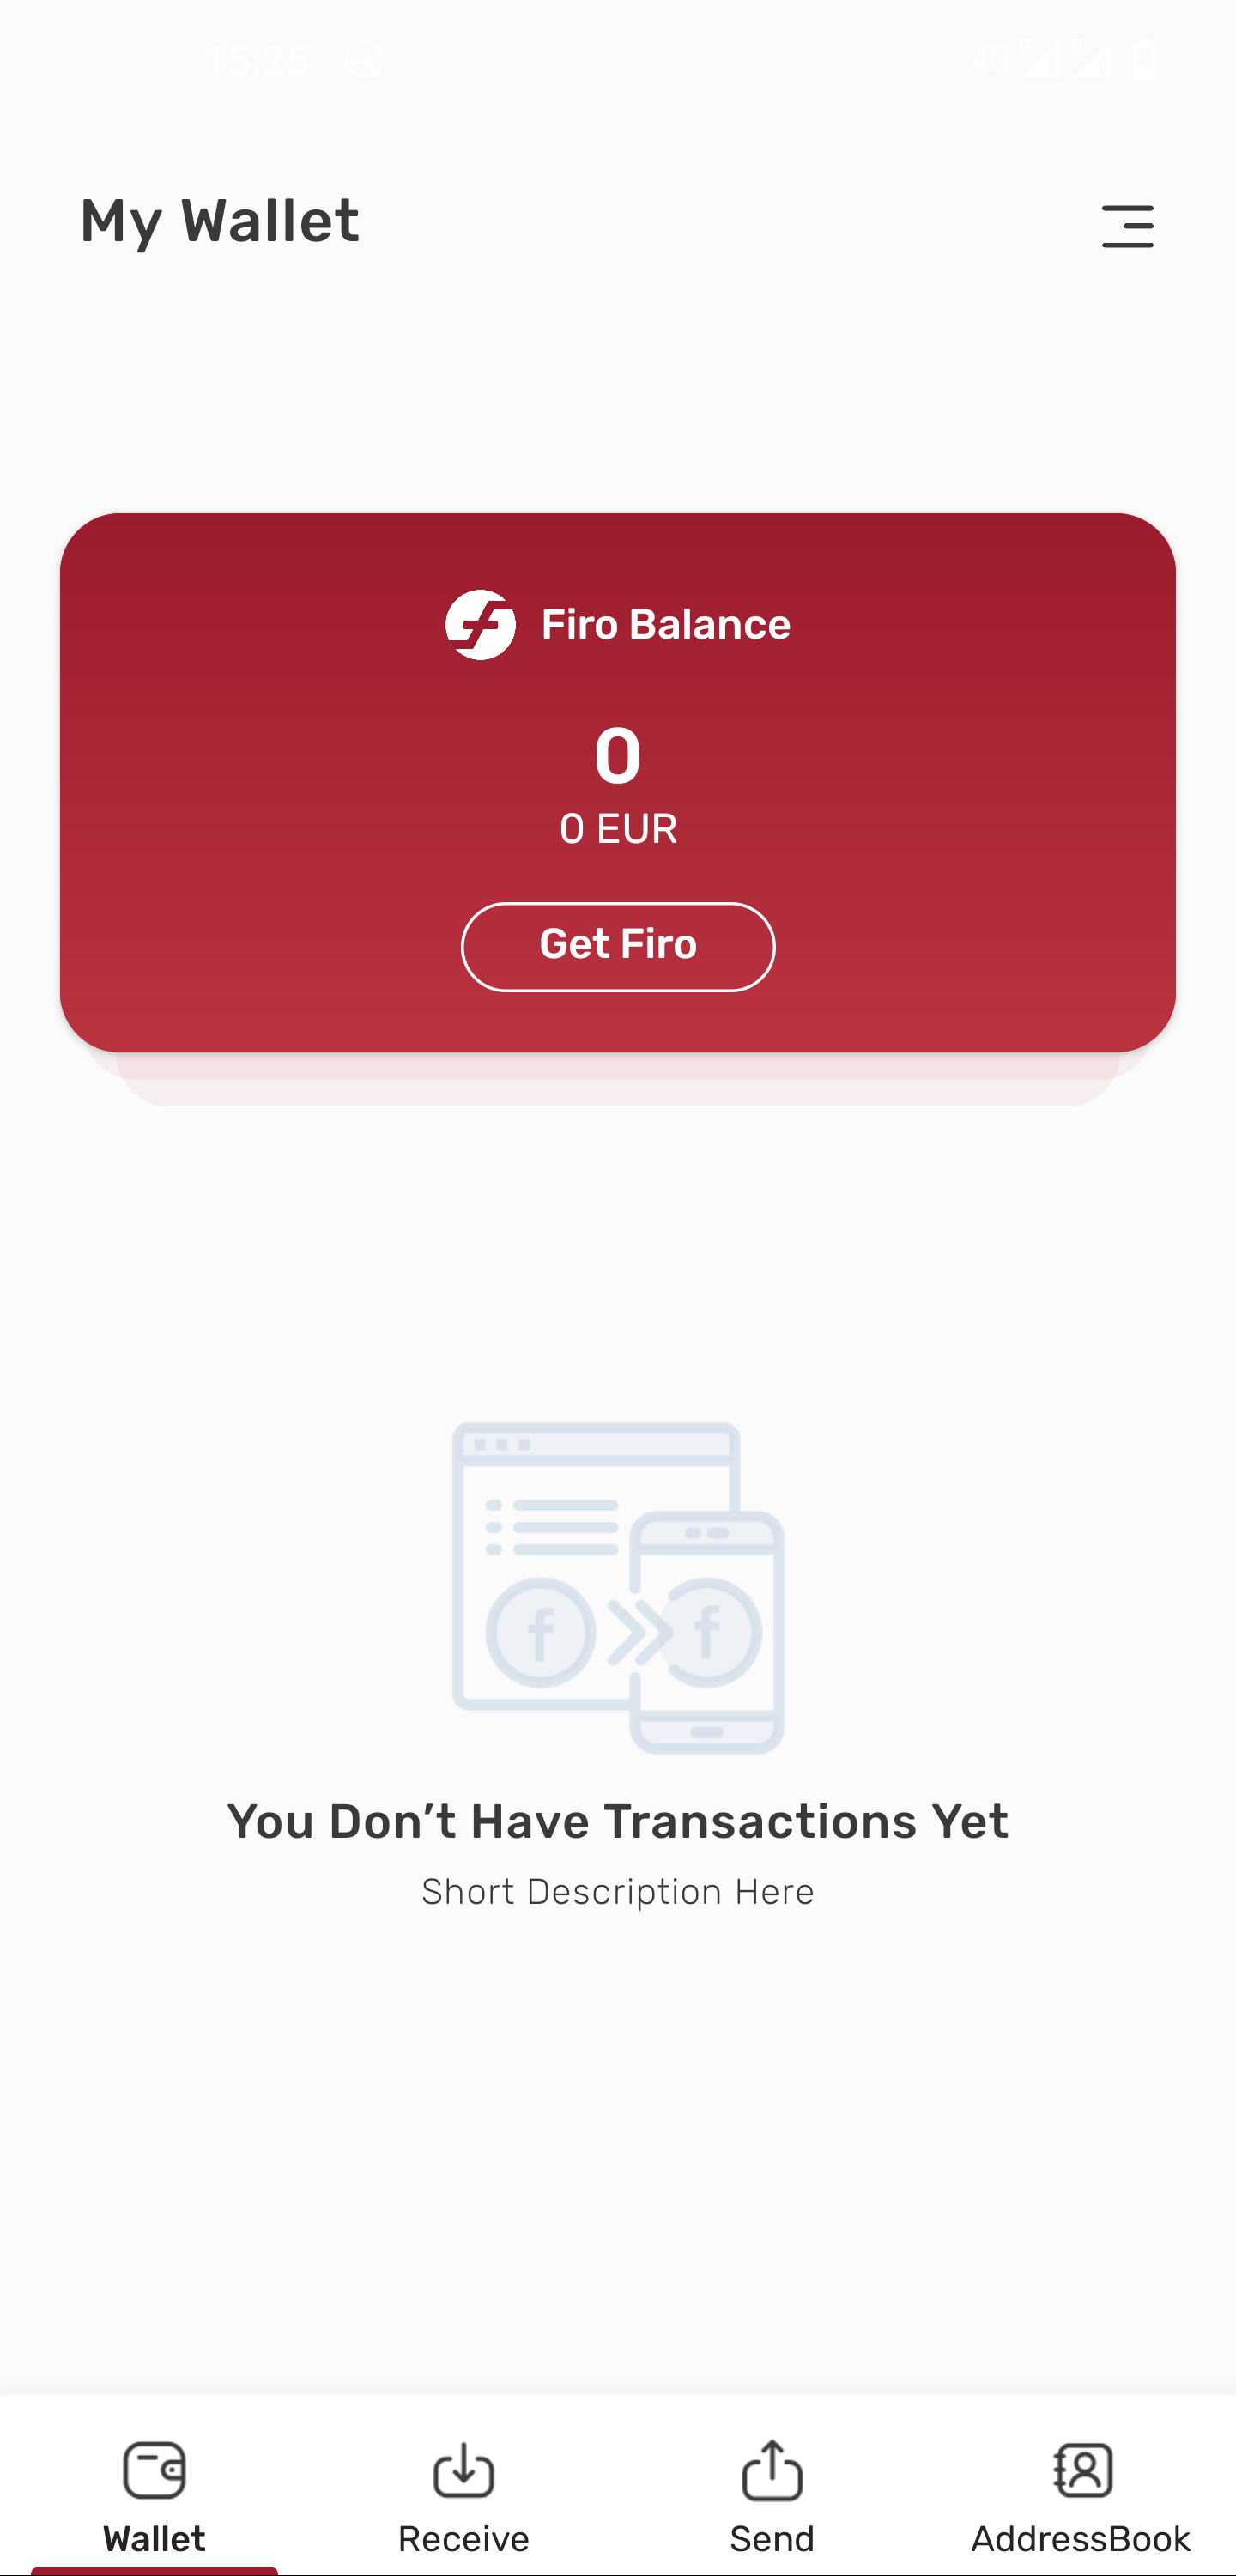 15:25 4G R R
My Wallet
Firo Balance
0
0 EUR
Get Firo
f f
You Don’t Have Transactions Yet
Short Description Here
Wallet Receive Send AddressBook